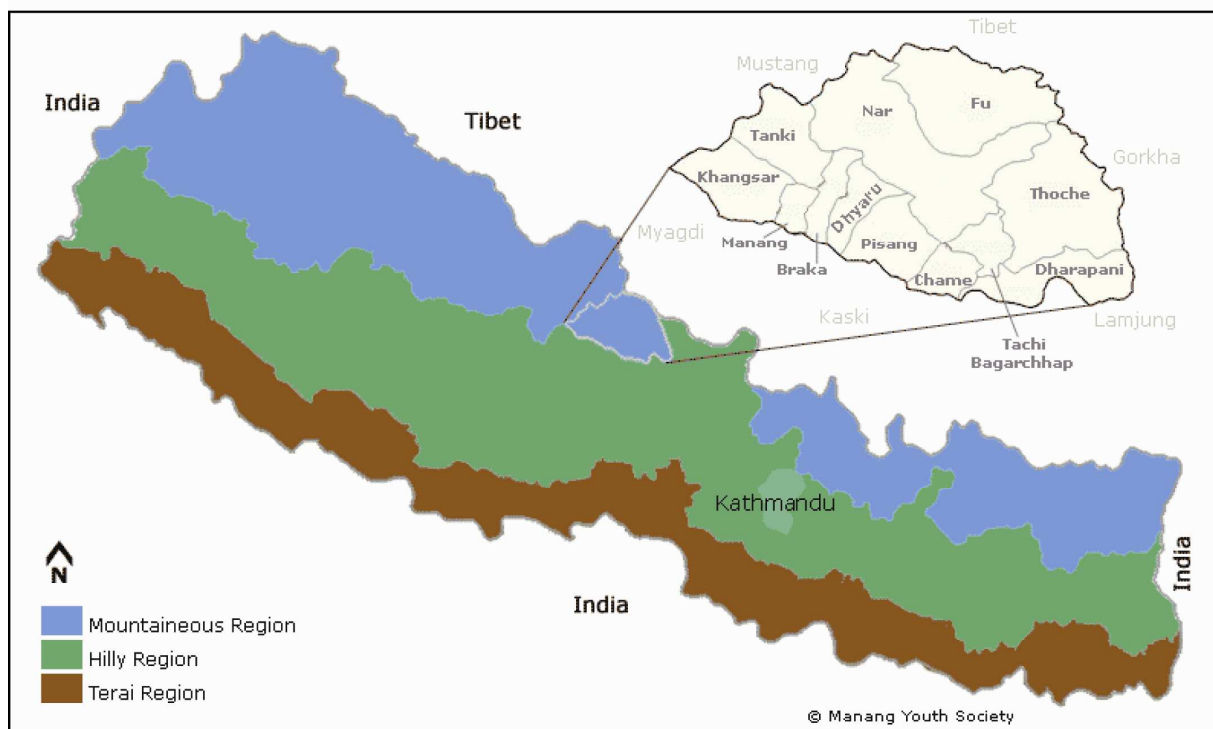 Tibet
Mustang
Fu
Nar
India
Tibet
Tanki
Gorkha
Khangsar
Thoche
Dhyaru
Myagdi
Manang
Pisang
Braka
Chame
Dharapani
Kaski
Lamjung
Tachi
Bagarchhap
Kathmandu
India
India
N
Mountaineous Region
Hilly Region
Terai Region
© Manang Youth Society